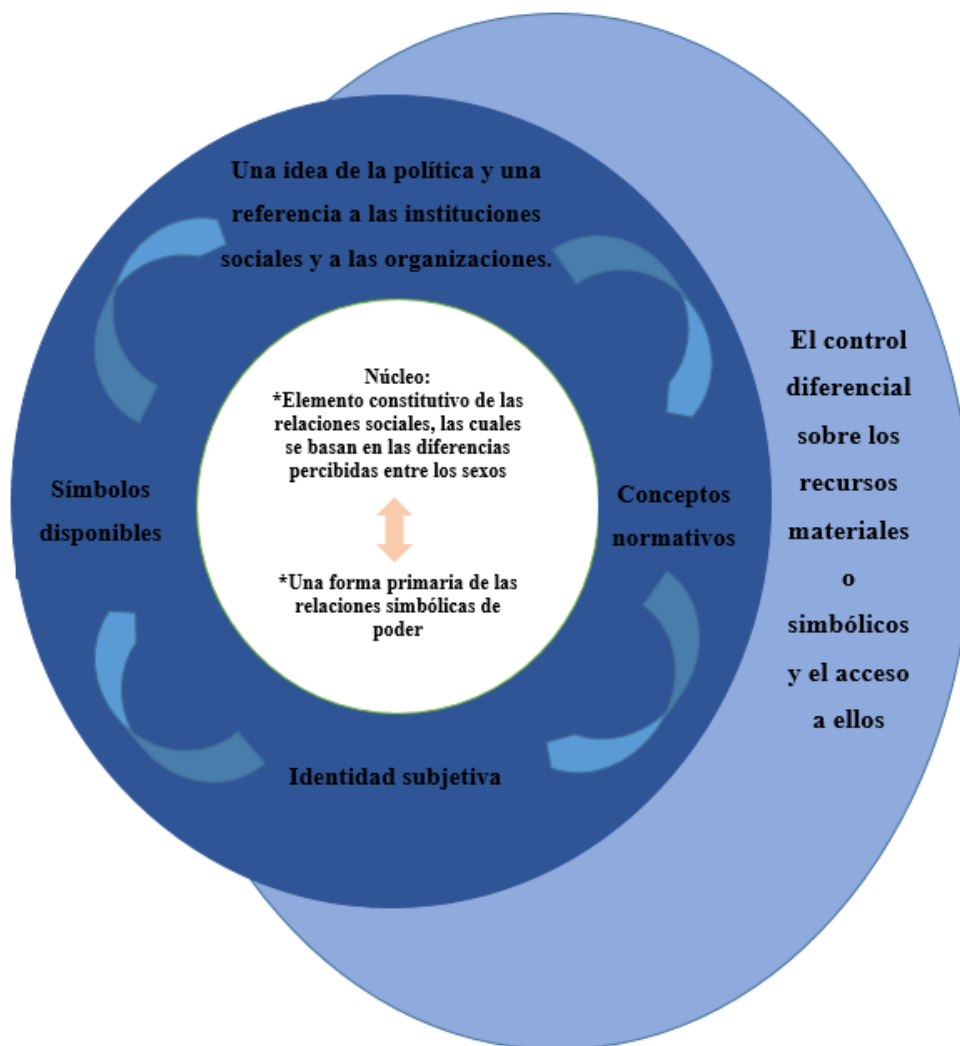 Una idea de la política y una
referencia a las instituciones
sociales y a las organizaciones.
Núcleo:
*Elemento constitutivo de las
relaciones sociales, las cuales
se basan en las diferencias
percibidas entre los sexos
*Una forma primaria de las
relaciones simbólicas de
poder
Símbolos
disponibles
Conceptos
normativos
Identidad subjetiva
El control
diferencial
sobre los
recursos
materiales
o
simbólicos
y el acceso
a ellos